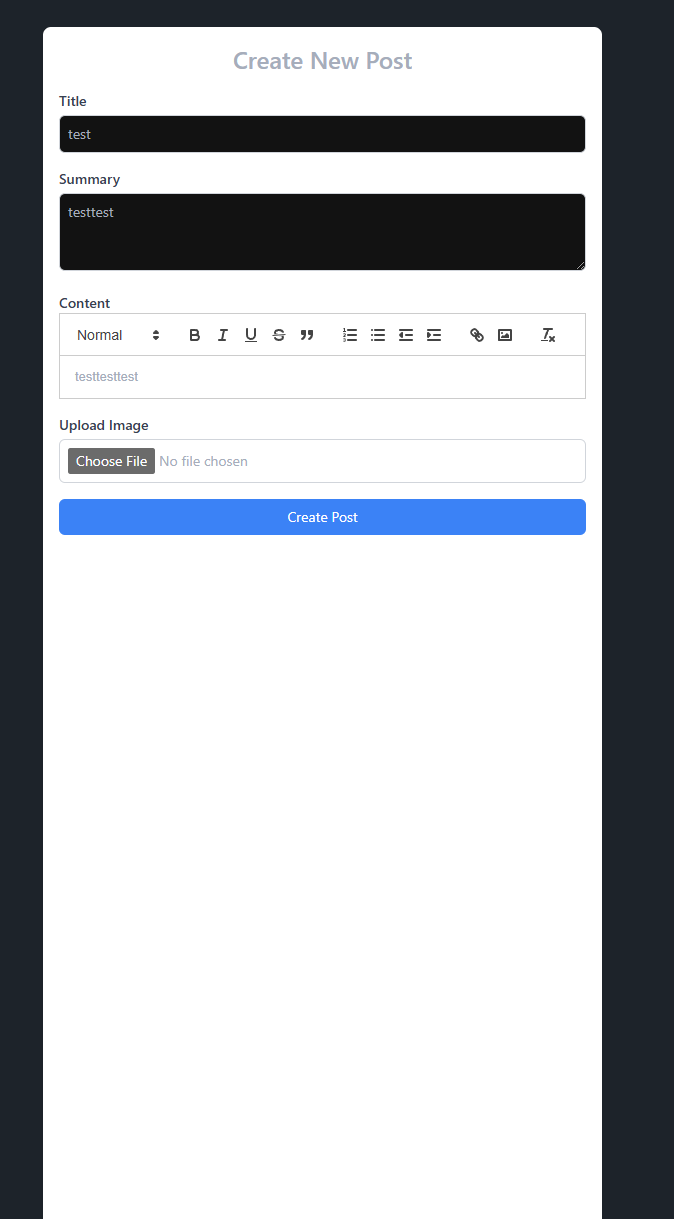 Create New Post
Title
test
Summary
testtest
Content
Normal
testtesttest
Upload Image
Choose File No file chosen
Create Post